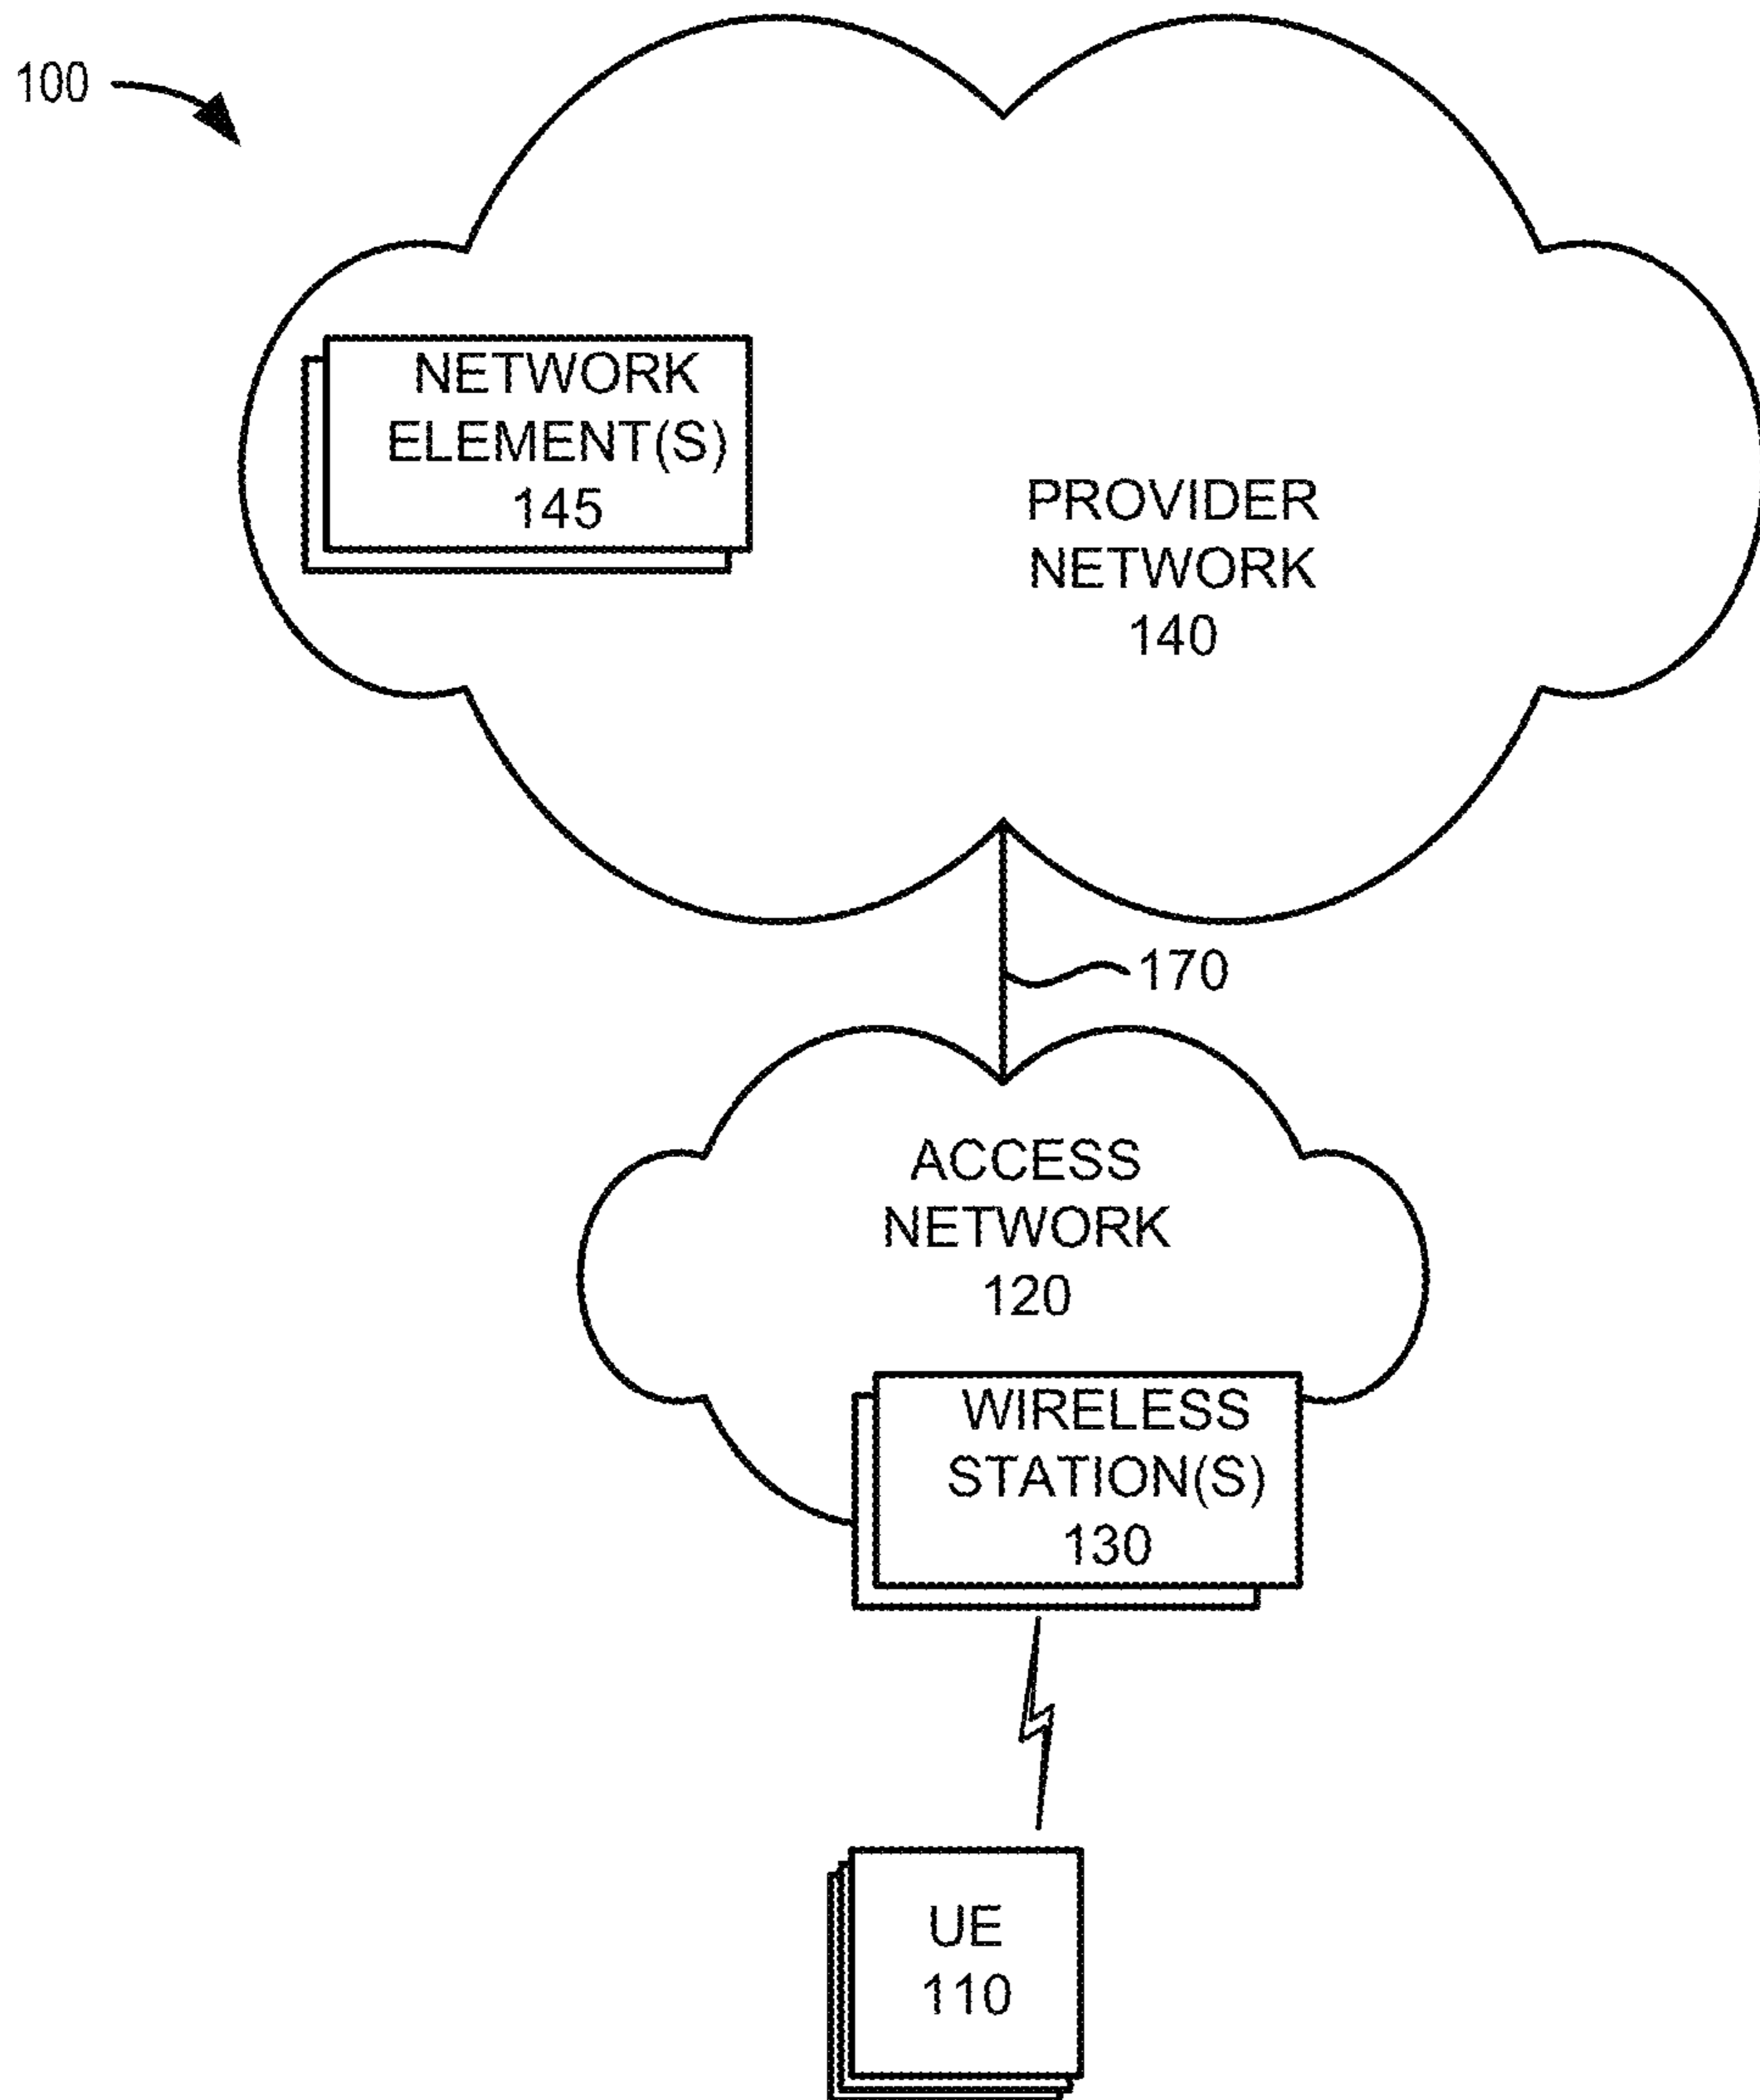 100
NETWORK
ELEMENT(S)
145
PROVIDER
NETWORK
140
170
ACCESS
NETWORK
120
WIRELESS
STATION(S)
130
UE
110